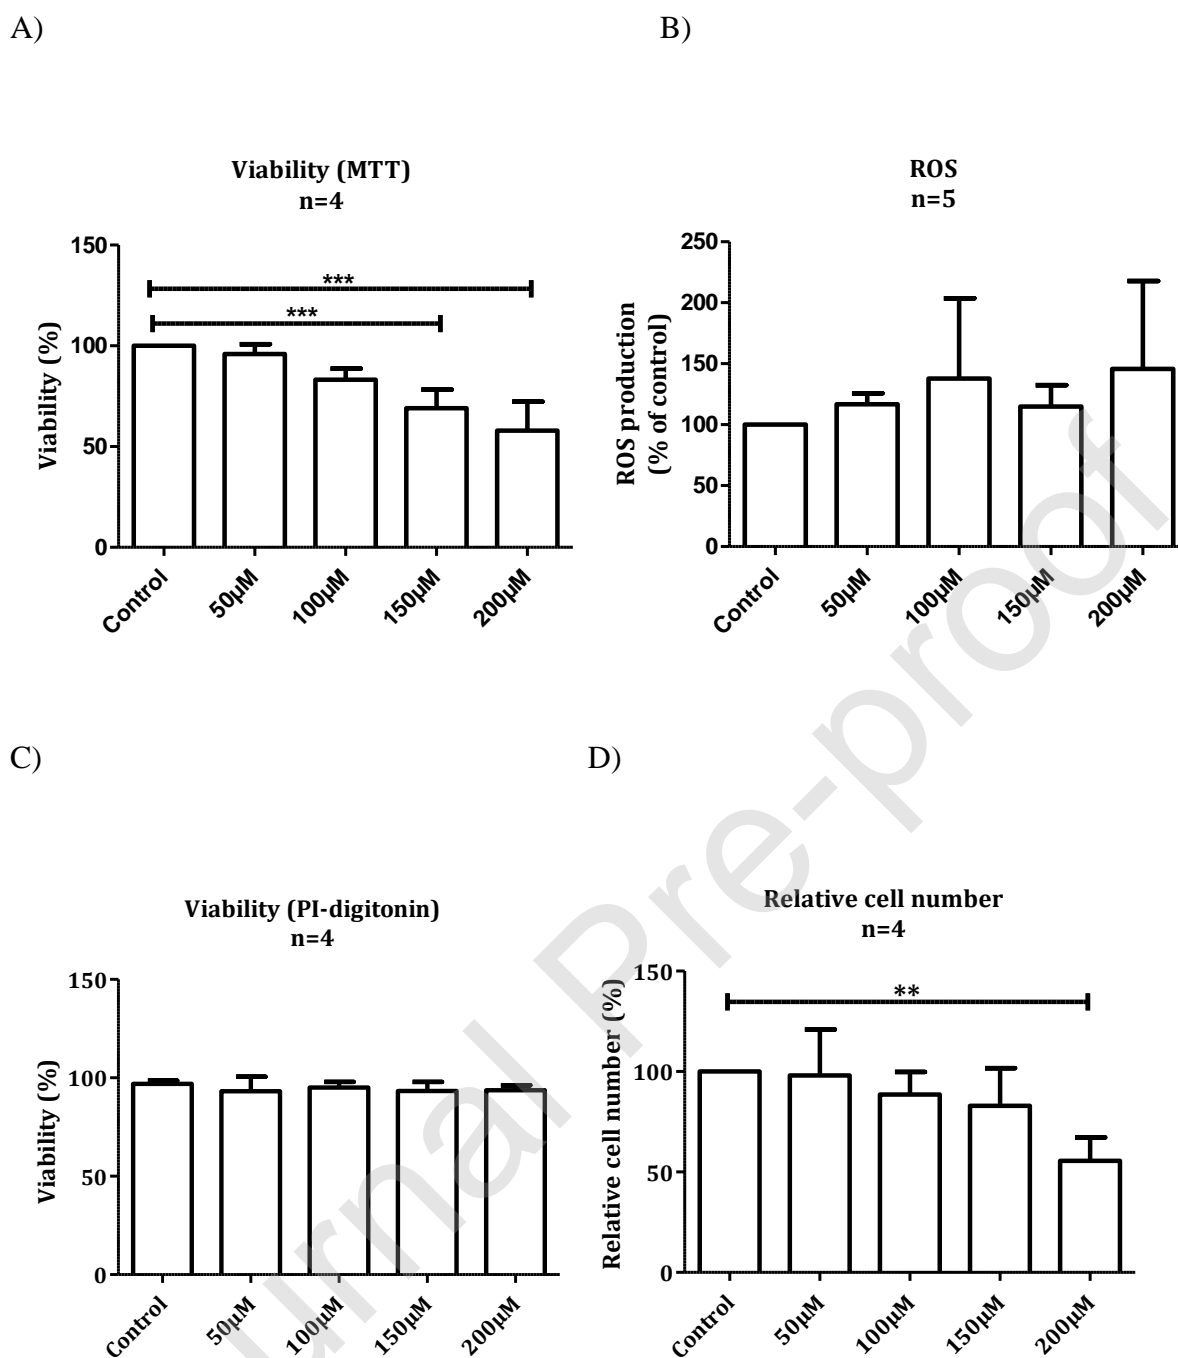 A)
B)
Viability (MTT)
n=4
Viability (%)
150
100
50
0
***
***
Control
50µM
100µM
150µM
200µM
ROS
n=5
ROS production
(% of control)
250
200
150
100
50
0
Control
50µM
100µM
150µM
200µM
C)
D)
Viability (PI-digitonin)
n=4
Viability (%)
150
100
50
0
Control
50µM
100µM
150µM
200µM
Relative cell number
n=4
Relative cell number (%)
150
100
50
0
**
Control
50µM
100µM
150µM
200µM
urnal Pre-proof